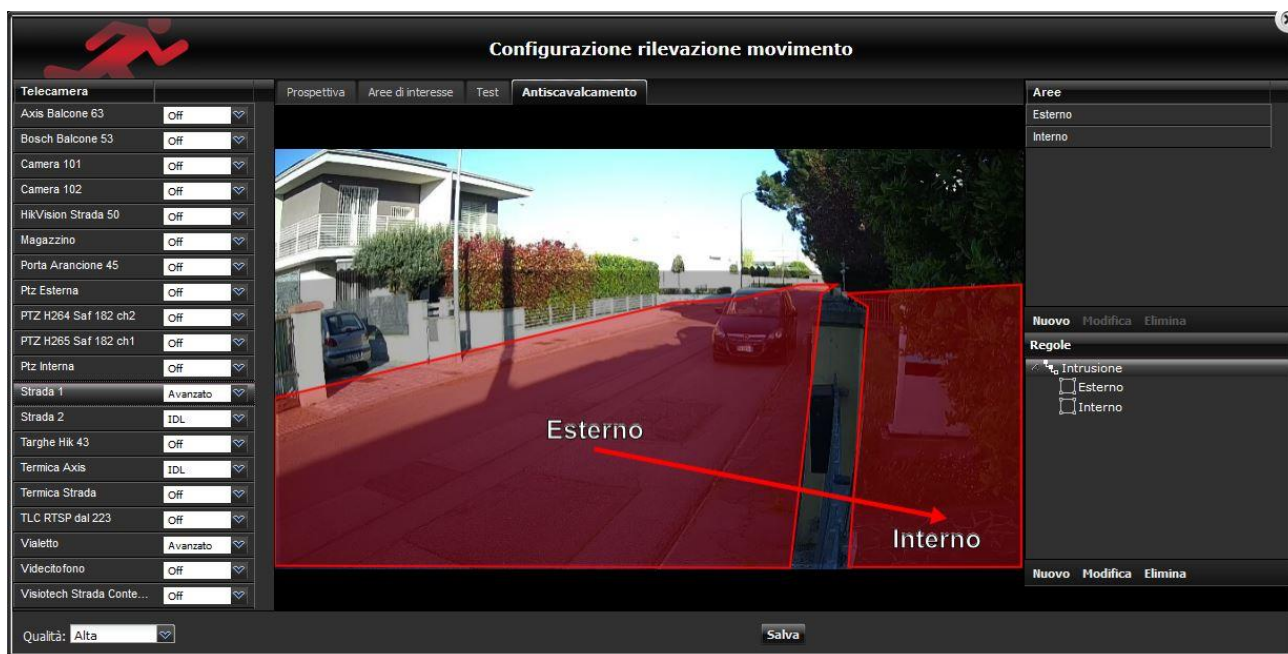 Configurazione rilevazione movimento
Telecamera
Axis Balcone 63 Off
Bosch Balcone 53 Off
Camera 101 Off
Camera 102 Off
HikVision Strada 50 Off
Magazzino Off
Porta Arancione 45 Off
Ptz Esterna Off
PTZ H264 Saf 182 ch2 Off
PTZ H265 Saf 182 ch1 Off
Ptz Interna Off
Strada 1 Avanzato
Strada 2 IDL
Targhe Hik 43 Off
Termica Axis IDL
Termica Strada Off
TLC RTSP dal 223 Off
Vialetto Avanzato
Videcitofono Off
Visiotech Strada Conte... Off
Qualità: Alta
Prospettiva Aree di interesse Test Antiscavalcamento
Esterno
Interno
Salva
Aree
Esterno
Interno
Nuovo Modifica Elimina
Regole
Intrusione
Esterno
Interno
Nuovo Modifica Elimina